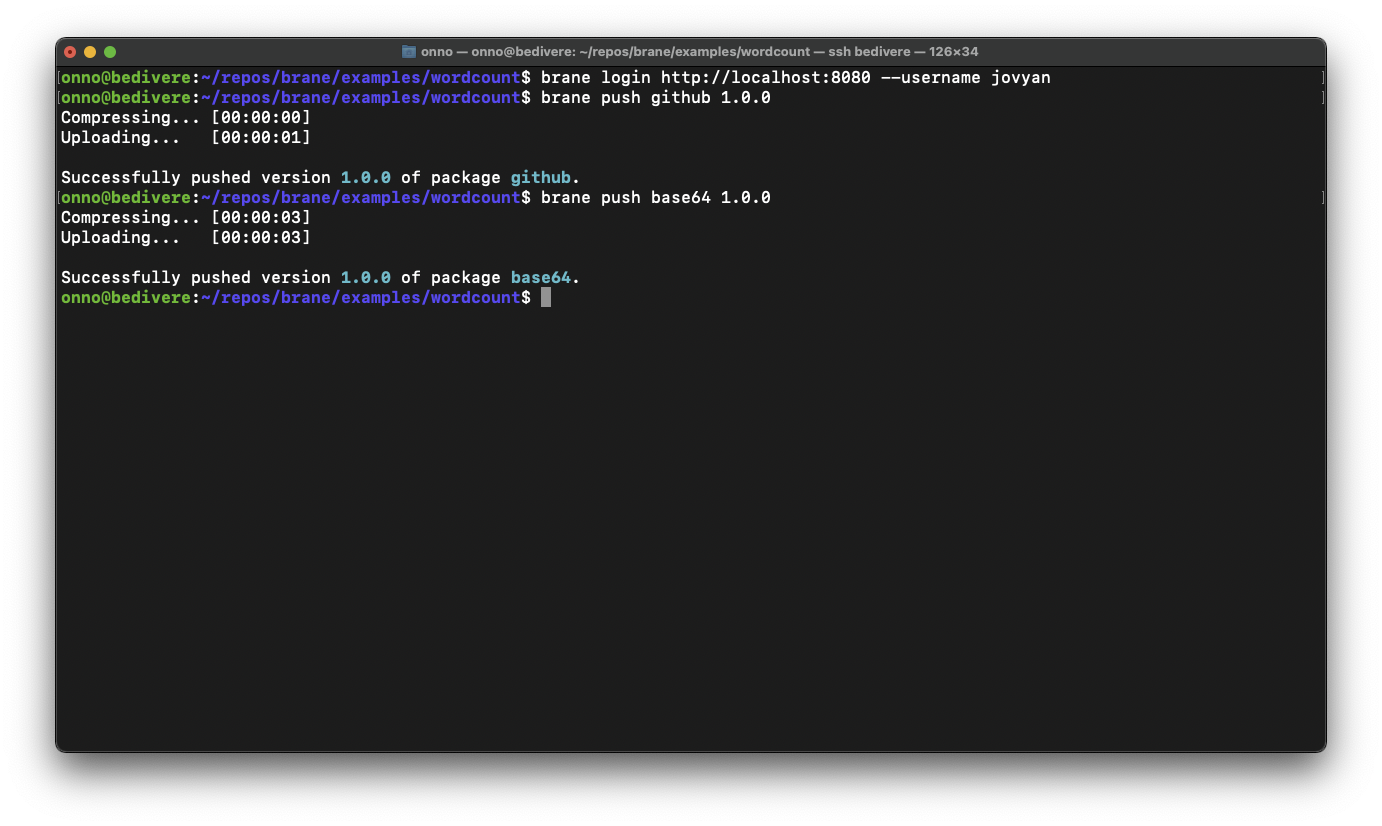 onno — onno@bedivere: ~/repos/brane/examples/wordcount — ssh bedivere — 126×34
onno@bedivere:~/repos/brane/examples/wordcount$ brane login http://localhost:8080 --username jovyan
onno@bedivere:~/repos/brane/examples/wordcount$ brane push github 1.0.0
Compressing... [00:00:00]
Uploading...   [00:00:01]
Successfully pushed version 1.0.0 of package github.
onno@bedivere:~/repos/brane/examples/wordcount$ brane push base64 1.0.0
Compressing... [00:00:03]
Uploading...   [00:00:03]
Successfully pushed version 1.0.0 of package base64.
onno@bedivere:~/repos/brane/examples/wordcount$